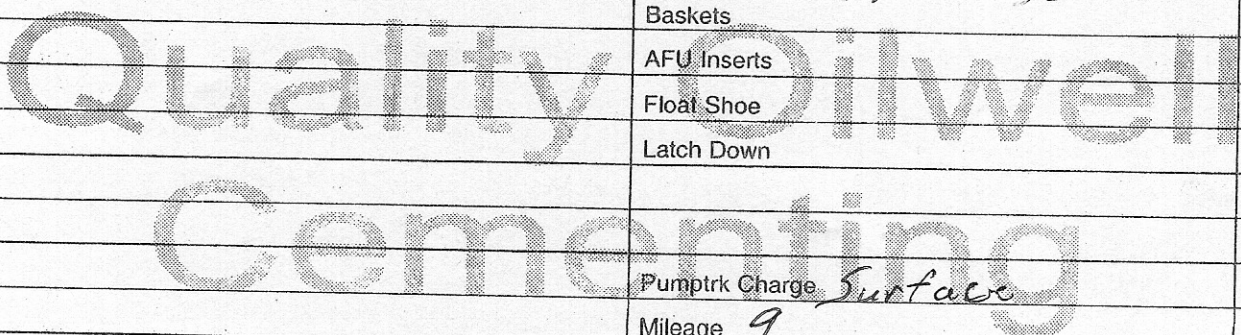 Baskets
Quality Oilwell
AFU Inserts
Float Shoe
Latch Down
Cementing
Pumptrk Charge Surface
Mileage 9